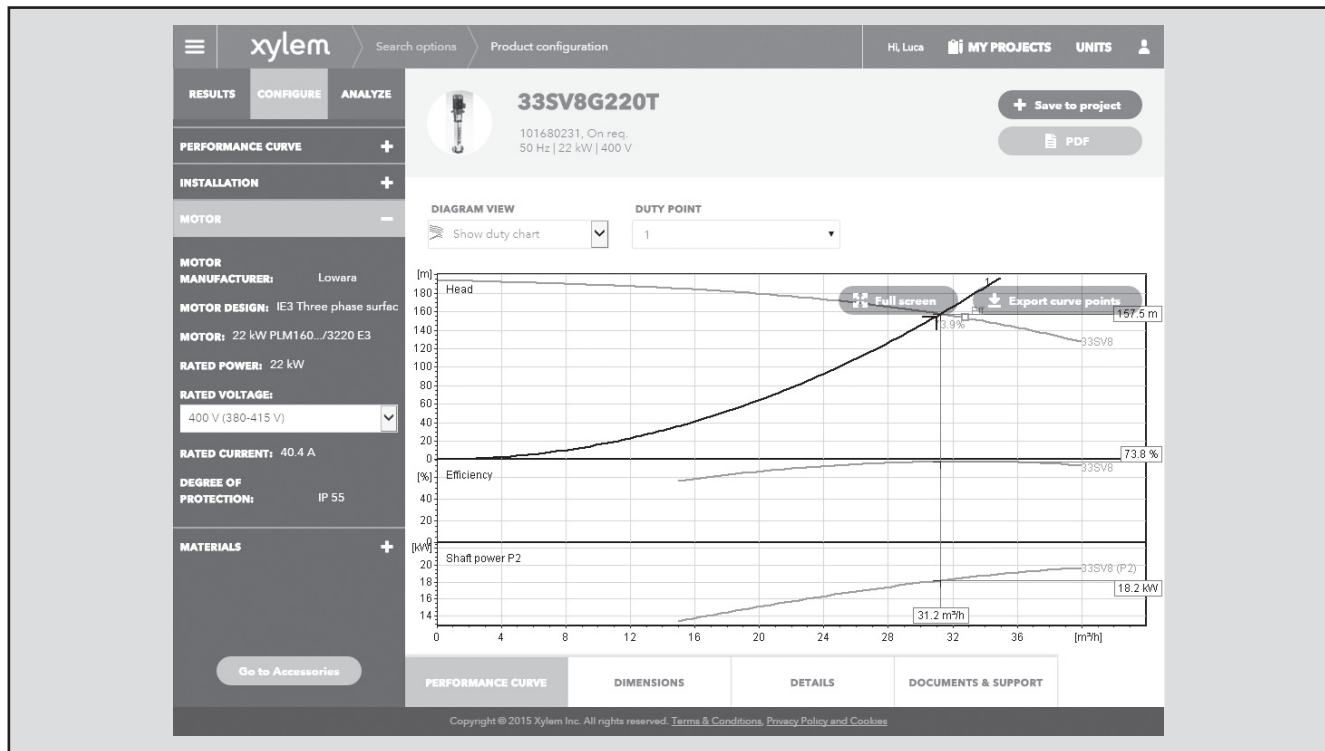 xylem
Search options
Product configuration
Hi, Luca
MY PROJECTS
UNITS
RESULTS
CONFIGURE
ANALYZE
PERFORMANCE CURVE +
INSTALLATION +
MOTOR −
MOTOR
MANUFACTURER: Lowara
MOTOR DESIGN: IE3 Three phase surfac
MOTOR: 22 kW PLM160.../3220 E3
RATED POWER: 22 kW
RATED VOLTAGE:
400 V (380-415 V)
RATED CURRENT: 40.4 A
DEGREE OF
PROTECTION: IP 55
MATERIALS +
Go to Accessories
33SV8G220T
101680231, On req.
50 Hz | 22 kW | 400 V
+ Save to project
PDF
DIAGRAM VIEW
Show duty chart
DUTY POINT
1
[m]
Head
180
160
140
120
100
80
60
40
20
0
1
Full screen
Export curve points
157.5 m
Eff
3.9%
33SV8
[%]
Efficiency
40
20
0
73.8 %
33SV8
[kW]
Shaft power P2
20
18
16
14
33SV8 (P2)
18.2 kW
31.2 m³/h
0 4 8 12 16 20 24 28 32 36 [m³/h]
PERFORMANCE CURVE
DIMENSIONS
DETAILS
DOCUMENTS & SUPPORT
Copyright © 2015 Xylem Inc. All rights reserved. Terms & Conditions, Privacy Policy and Cookies